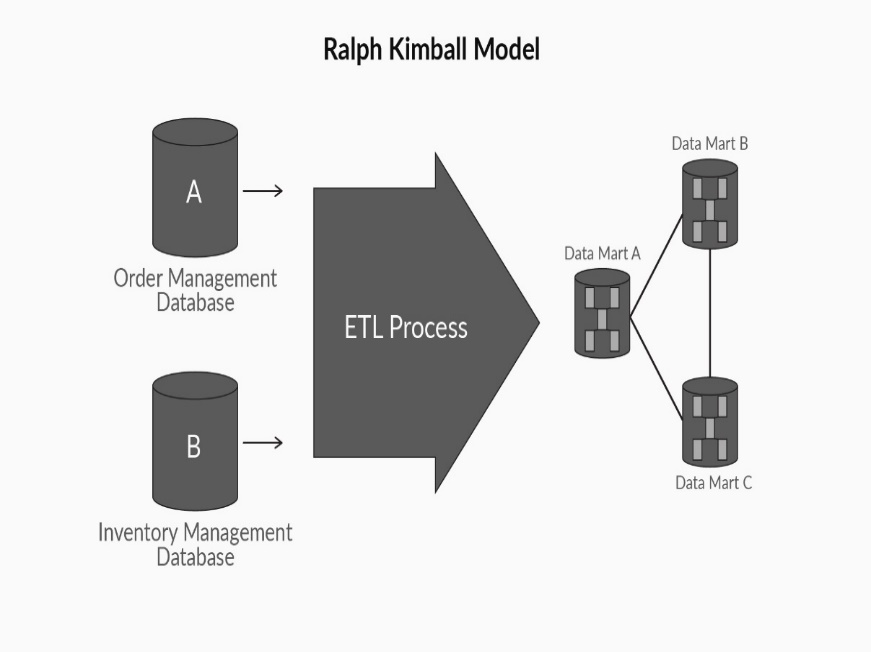 Ralph Kimball Model
A
Order Management
Database
B
Inventory Management
Database
ETL Process
Data Mart A
Data Mart B
Data Mart C